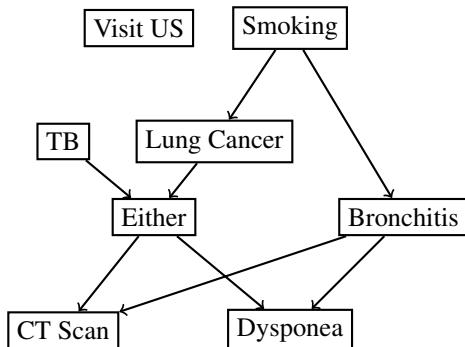 Visit US
Smoking
TB
Lung Cancer
Either
Bronchitis
CT Scan
Dysponea